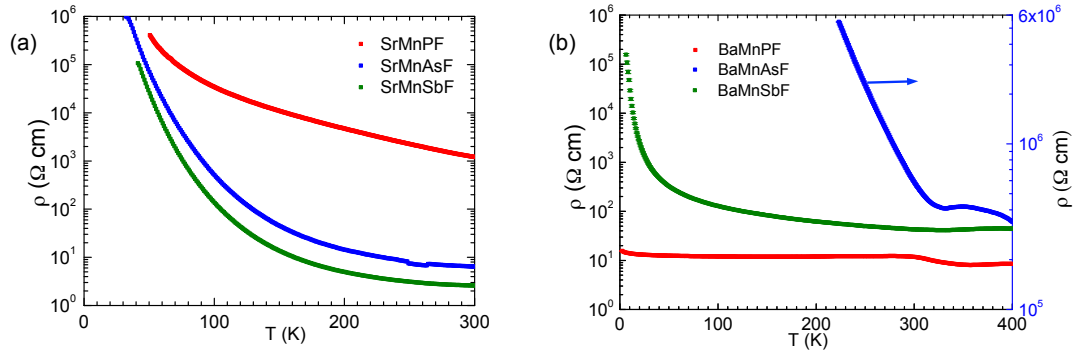 (a)
SrMnPF
SrMnAsF
SrMnSbF
ρ (Ω cm)
10^6
10^5
10^4
10^3
10^2
10^1
10^0
0 100 200 300
T (K)
(b)
BaMnPF
BaMnAsF
BaMnSbF
ρ (Ω cm)
10^6
10^5
10^4
10^3
10^2
10^1
10^0
0 100 200 300 400
T (K)
6x10^6
10^6
10^5
ρ (Ω cm)